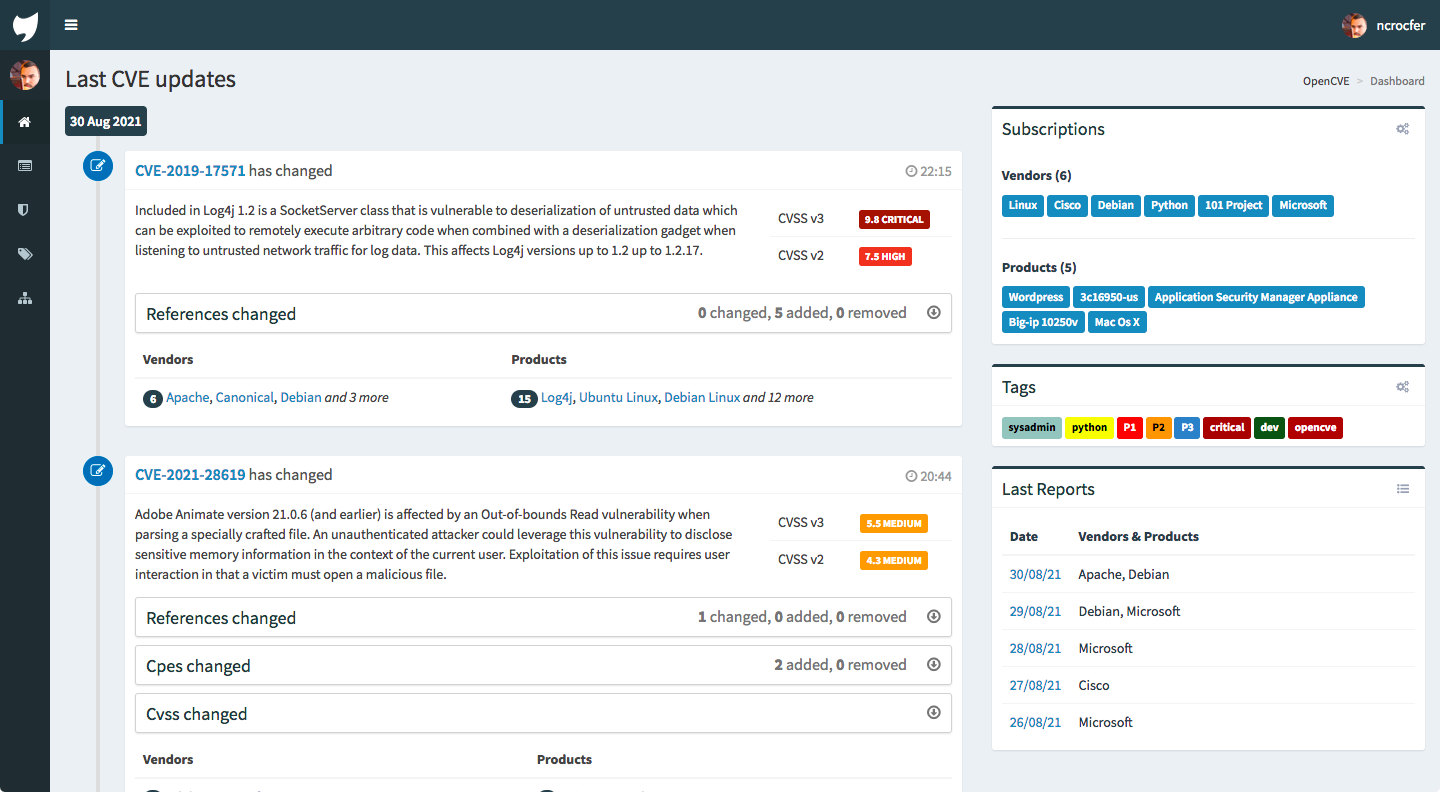 ncrocfer
Last CVE updates
OpenCVE > Dashboard
30 Aug 2021
CVE-2019-17571 has changed
22:15
Included in Log4j 1.2 is a SocketServer class that is vulnerable to deserialization of untrusted data which
can be exploited to remotely execute arbitrary code when combined with a deserialization gadget when
listening to untrusted network traffic for log data. This affects Log4j versions up to 1.2 up to 1.2.17.
CVSS v3 9.8 CRITICAL
CVSS v2 7.5 HIGH
References changed
0 changed, 5 added, 0 removed
Vendors
Products
6 Apache, Canonical, Debian and 3 more
15 Log4j, Ubuntu Linux, Debian Linux and 12 more
CVE-2021-28619 has changed
20:44
Adobe Animate version 21.0.6 (and earlier) is affected by an Out-of-bounds Read vulnerability when
parsing a specially crafted file. An unauthenticated attacker could leverage this vulnerability to disclose
sensitive memory information in the context of the current user. Exploitation of this issue requires user
interaction in that a victim must open a malicious file.
CVSS v3 5.5 MEDIUM
CVSS v2 4.3 MEDIUM
References changed
1 changed, 0 added, 0 removed
Cpes changed
2 added, 0 removed
Cvss changed
Vendors
Products
Subscriptions
Vendors (6)
Linux Cisco Debian Python 101 Project Microsoft
Products (5)
Wordpress 3c16950-us Application Security Manager Appliance
Big-ip 10250v Mac Os X
Tags
sysadmin python P1 P2 P3 critical dev opencve
Last Reports
Date Vendors & Products
30/08/21 Apache, Debian
29/08/21 Debian, Microsoft
28/08/21 Microsoft
27/08/21 Cisco
26/08/21 Microsoft